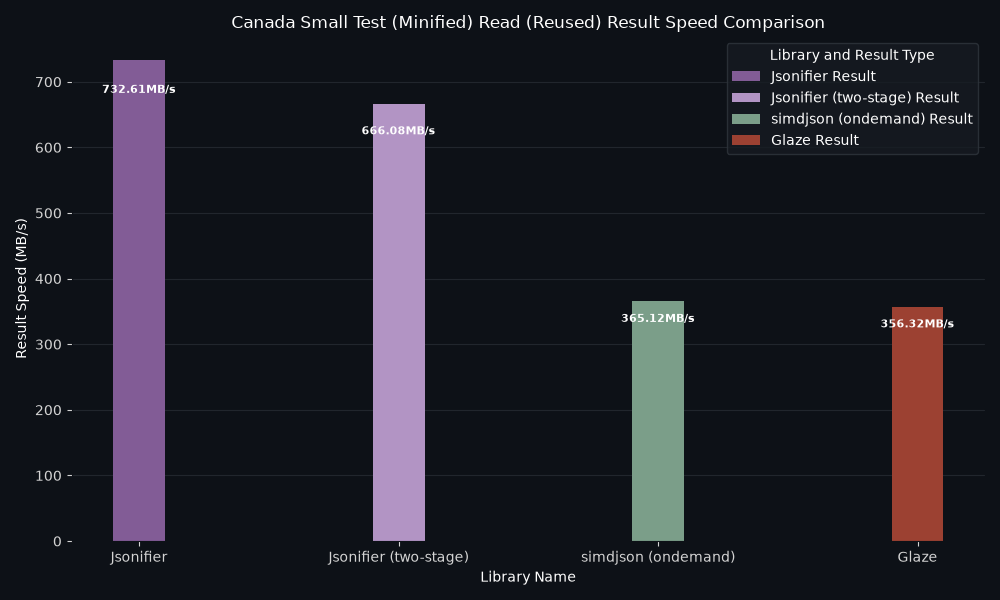 Canada Small Test (Minified) Read (Reused) Result Speed Comparison
Library and Result Type
Jsonifier Result
Jsonifier (two-stage) Result
simdjson (ondemand) Result
Glaze Result
Result Speed (MB/s)
700
600
500
400
300
200
100
0
732.61MB/s
666.08MB/s
365.12MB/s
356.32MB/s
Jsonifier
Jsonifier (two-stage)
simdjson (ondemand)
Glaze
Library Name